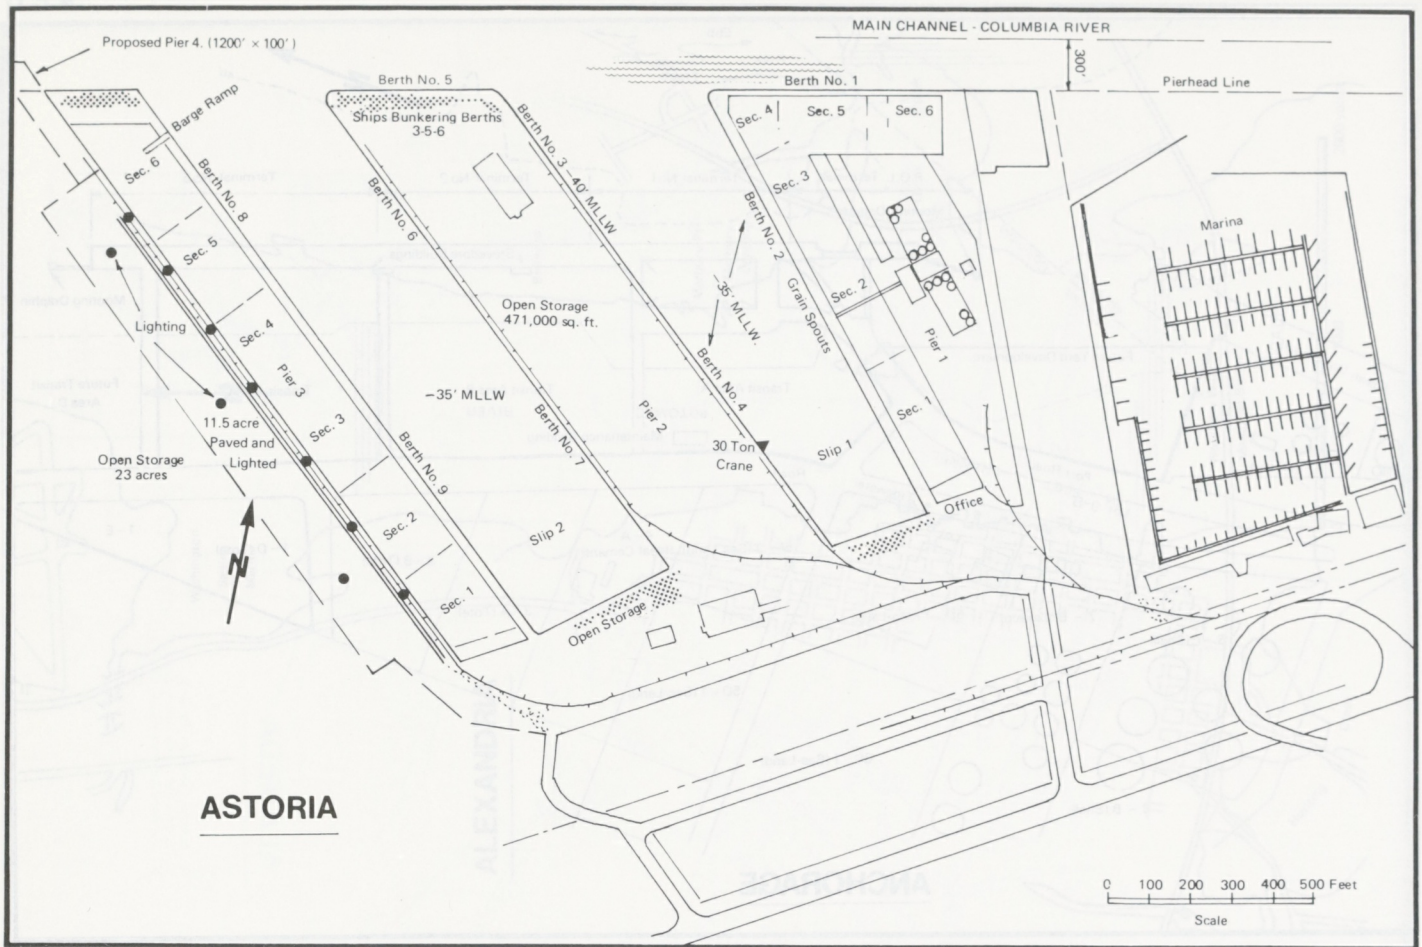 MAIN CHANNEL - COLUMBIA RIVER
Proposed Pier 4. (1200' × 100')
300'
Berth No. 5
Berth No. 1
Pierhead Line
Barge Ramp
Ships Bunkering Berths
3-5-6
Berth No. 3 -40' MLLW
Sec. 4
Sec. 5
Sec. 6
Sec. 6
Berth No. 8
Berth No. 6
Sec. 3
Berth No. 2
Marina
Sec. 5
Sec. 2
Grain Spouts
-35' MLLW.
Open Storage
471,000 sq. ft.
Lighting
Sec. 4
Pier 1
Pier 3
Berth No. 4
-35' MLLW
Pier 2
Sec. 1
11.5 acre
Paved and
Lighted
Sec. 3
Berth No. 9
Berth No. 7
30 Ton
Crane
Slip 1
Open Storage
23 acres
Office
Sec. 2
Slip 2
N
Sec. 1
Open Storage
ASTORIA
ALEXANDRI
ANCHORAGE
0 100 200 300 400 500 Feet
Scale